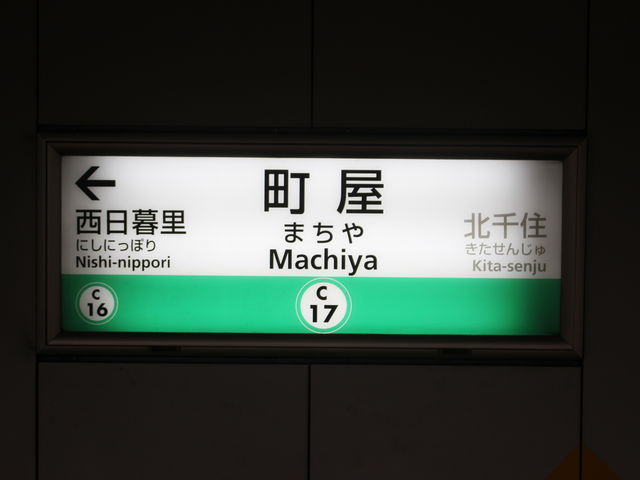 ←
西日暮里
にしにっぽり
Nishi-nippori
C
16
町屋
まちや
Machiya
C
17
北千住
きたせんじゅ
Kita-senju